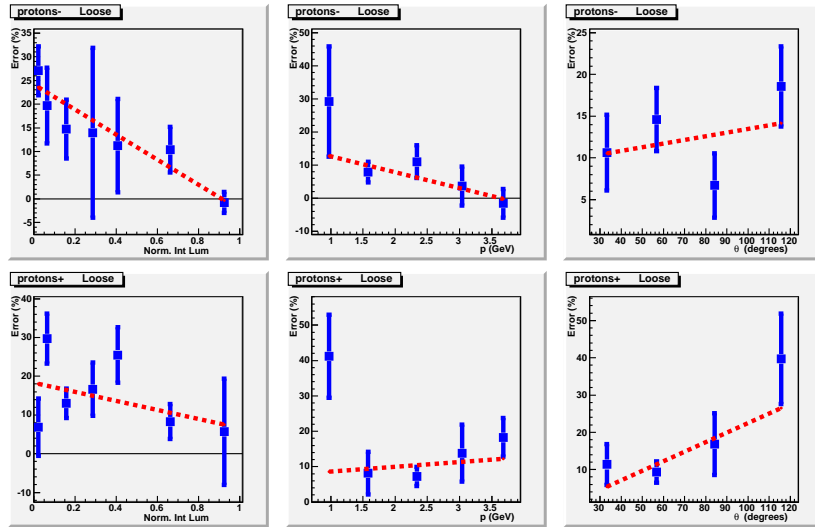 protons- Loose
Error (%)
35
30
25
20
15
10
5
0
-5
0 0.2 0.4 0.6 0.8 1
Norm. Int Lum
protons- Loose
Error (%)
50
40
30
20
10
0
-10
1 1.5 2 2.5 3 3.5 4
p (GeV)
protons- Loose
Error (%)
25
20
15
10
5
30 40 50 60 70 80 90 100 110 120
θ (degrees)
protons+ Loose
Error (%)
40
30
20
10
0
-10
0 0.2 0.4 0.6 0.8 1
Norm. Int Lum
protons+ Loose
Error (%)
50
40
30
20
10
0
1 1.5 2 2.5 3 3.5 4
p (GeV)
protons+ Loose
Error (%)
50
40
30
20
10
30 40 50 60 70 80 90 100 110 120
θ (degrees)